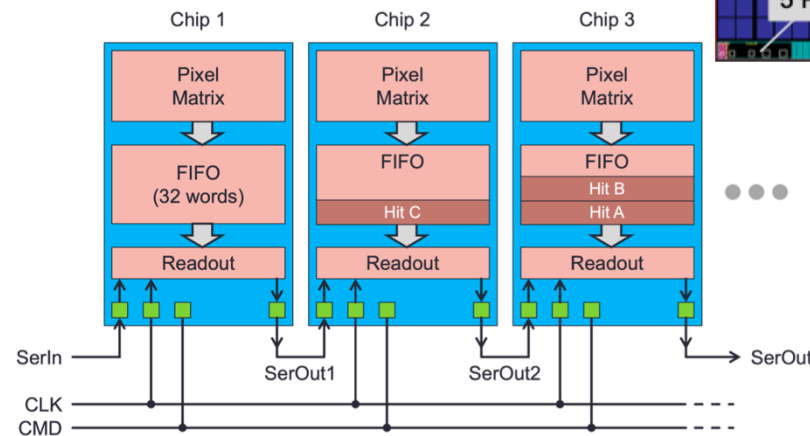 Chip 1
Chip 2
Chip 3
5
Pixel
Matrix
Pixel
Matrix
Pixel
Matrix
FIFO
(32 words)
FIFO
Hit C
FIFO
Hit B
Hit A
Readout
Readout
Readout
SerIn
SerOut1
SerOut2
SerOut
CLK
CMD